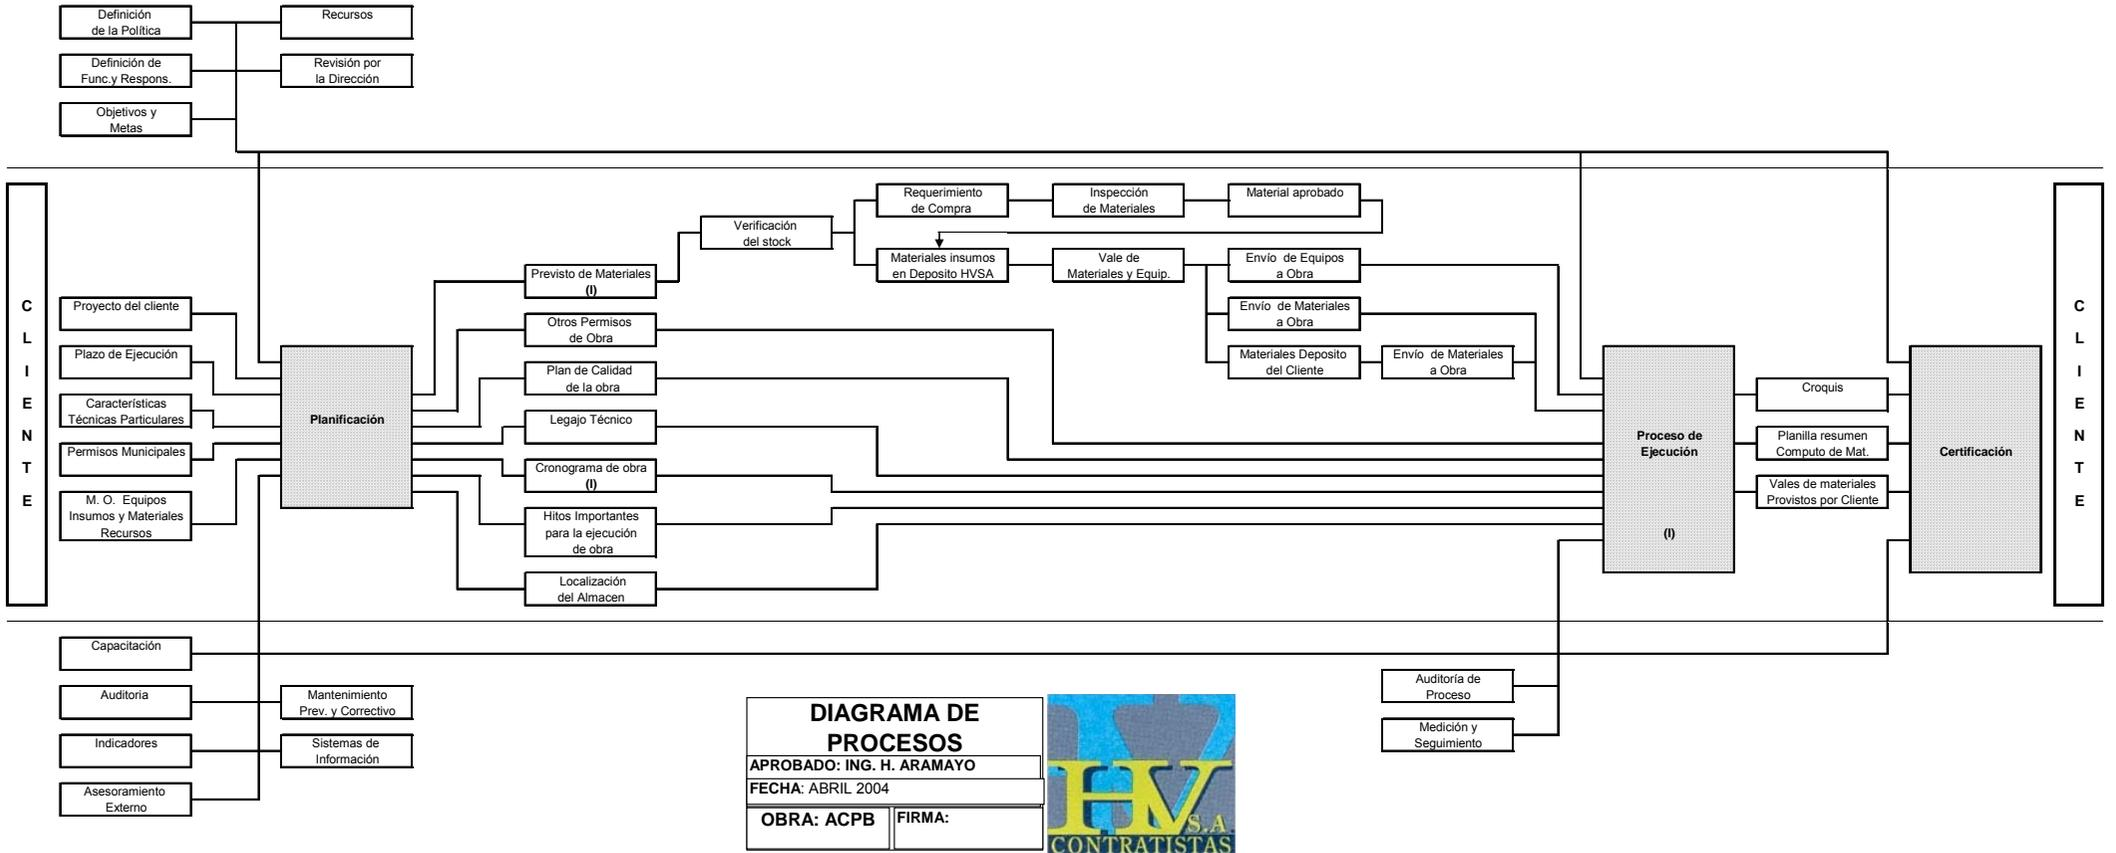 Definición
de la Política
Recursos
Definición de
Func.y Respons.
Revisión por
la Dirección
Objetivos y
Metas
C
L
I
E
N
T
E
Proyecto del cliente
Plazo de Ejecución
Características
Técnicas Particulares
Permisos Municipales
M. O. Equipos
Insumos y Materiales
Recursos
Planificación
Previsto de Materiales
(I)
Otros Permisos
de Obra
Plan de Calidad
de la obra
Legajo Técnico
Cronograma de obra
(I)
Hitos Importantes
para la ejecución
de obra
Localización
del Almacen
Verificación
del stock
Requerimiento
de Compra
Inspección
de Materiales
Material aprobado
Materiales insumos
en Deposito HVSA
Vale de
Materiales y Equip.
Envío de Equipos
a Obra
Envío de Materiales
a Obra
Materiales Deposito
del Cliente
Envío de Materiales
a Obra
Proceso de
Ejecución
(I)
Croquis
Planilla resumen
Computo de Mat.
Vales de materiales
Provistos por Cliente
Certificación
C
L
I
E
N
T
E
Capacitación
Auditoria
Mantenimiento
Prev. y Correctivo
Indicadores
Sistemas de
Información
Asesoramiento
Externo
Auditoría de
Proceso
Medición y
Seguimiento
DIAGRAMA DE
PROCESOS
APROBADO: ING. H. ARAMAYO
FECHA: ABRIL 2004
OBRA: ACPB
FIRMA:
HV
S.A.
CONTRATISTAS